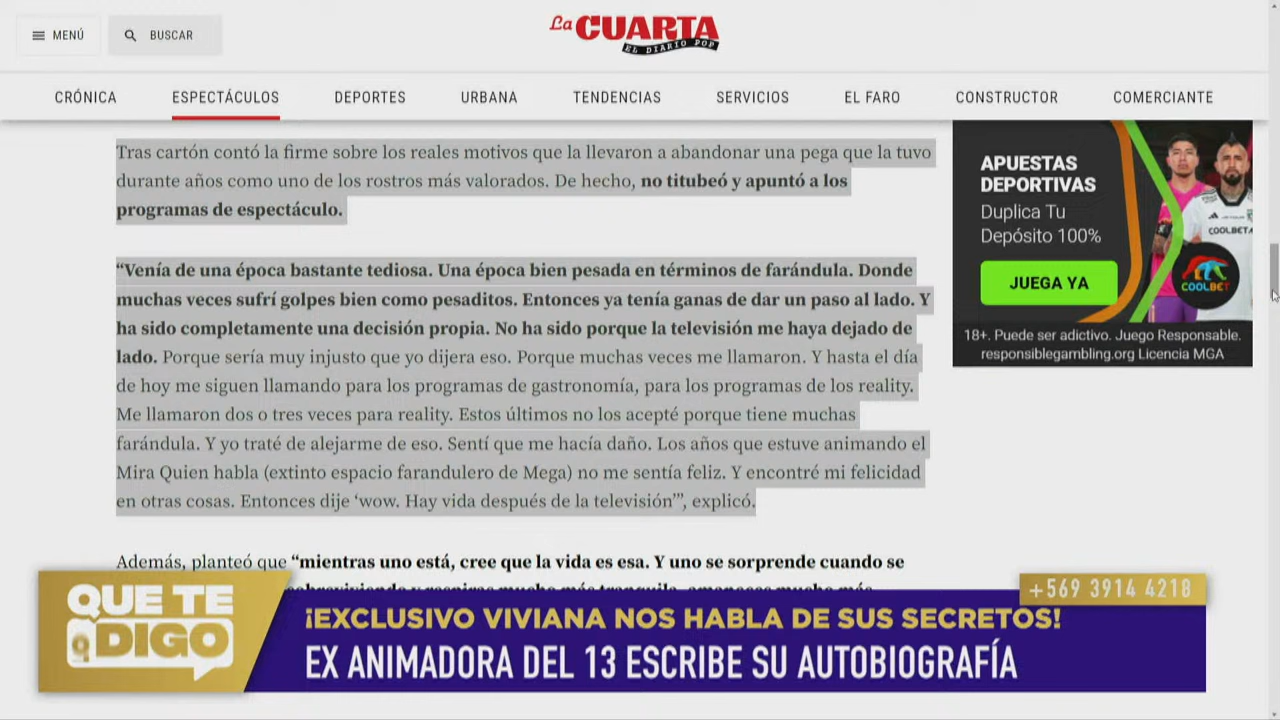 MENÚ
BUSCAR
La CUARTA
EL DIARIO POP
CRÓNICA
ESPECTÁCULOS
DEPORTES
URBANA
TENDENCIAS
SERVICIOS
EL FARO
CONSTRUCTOR
COMERCIANTE
Tras cartón contó la firme sobre los reales motivos que la llevaron a abandonar una pega que la tuvo
durante años como uno de los rostros más valorados. De hecho, no titubeó y apuntó a los
programas de espectáculo.
“Venía de una época bastante tediosa. Una época bien pesada en términos de farándula. Donde
muchas veces sufrí golpes bien como pesaditos. Entonces ya tenía ganas de dar un paso al lado. Y
ha sido completamente una decisión propia. No ha sido porque la televisión me haya dejado de
lado. Porque sería muy injusto que yo dijera eso. Porque muchas veces me llamaron. Y hasta el día
de hoy me siguen llamando para los programas de gastronomía, para los programas de los reality.
Me llamaron dos o tres veces para reality. Estos últimos no los acepté porque tiene muchas
farándula. Y yo traté de alejarme de eso. Sentí que me hacía daño. Los años que estuve animando el
Mira Quien habla (extinto espacio farandulero de Mega) no me sentía feliz. Y encontré mi felicidad
en otras cosas. Entonces dije ‘wow. Hay vida después de la televisión’”, explicó.
Además, planteó que “mientras uno está, cree que la vida es esa. Y uno se sorprende cuando se
APUESTAS
DEPORTIVAS
Duplica Tu
Depósito 100%
JUEGA YA
COOLBET
18+. Puede ser adictivo. Juego Responsable.
responsiblegambling.org Licencia MGA
+569 3914 4218
QUE TE
DIGO
¡EXCLUSIVO VIVIANA NOS HABLA DE SUS SECRETOS!
EX ANIMADORA DEL 13 ESCRIBE SU AUTOBIOGRAFÍA